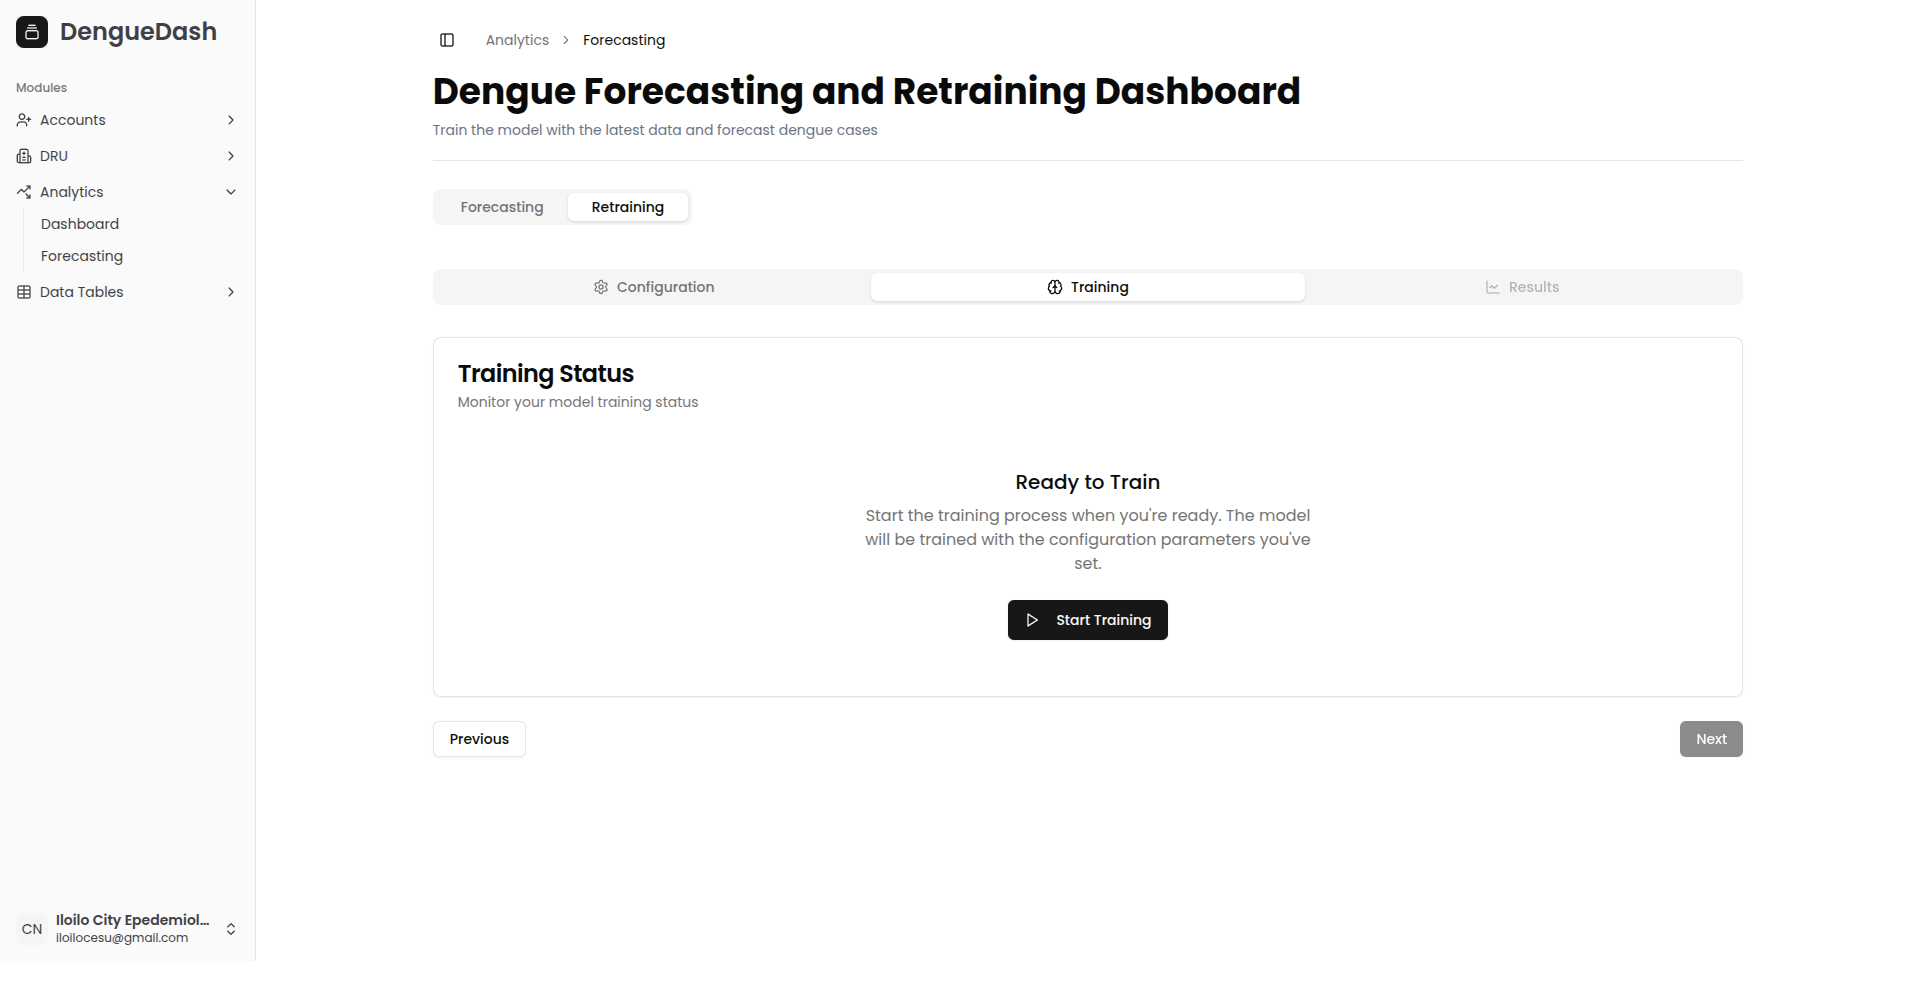 DengueDash
Modules
Accounts
DRU
Analytics
Dashboard
Forecasting
Data Tables
CN
Iloilo City Epedemiol...
iloilocesu@gmail.com
Analytics > Forecasting
Dengue Forecasting and Retraining Dashboard
Train the model with the latest data and forecast dengue cases
Forecasting Retraining
Configuration Training Results
Training Status
Monitor your model training status
Ready to Train
Start the training process when you're ready. The model
will be trained with the configuration parameters you've
set.
Start Training
Previous Next